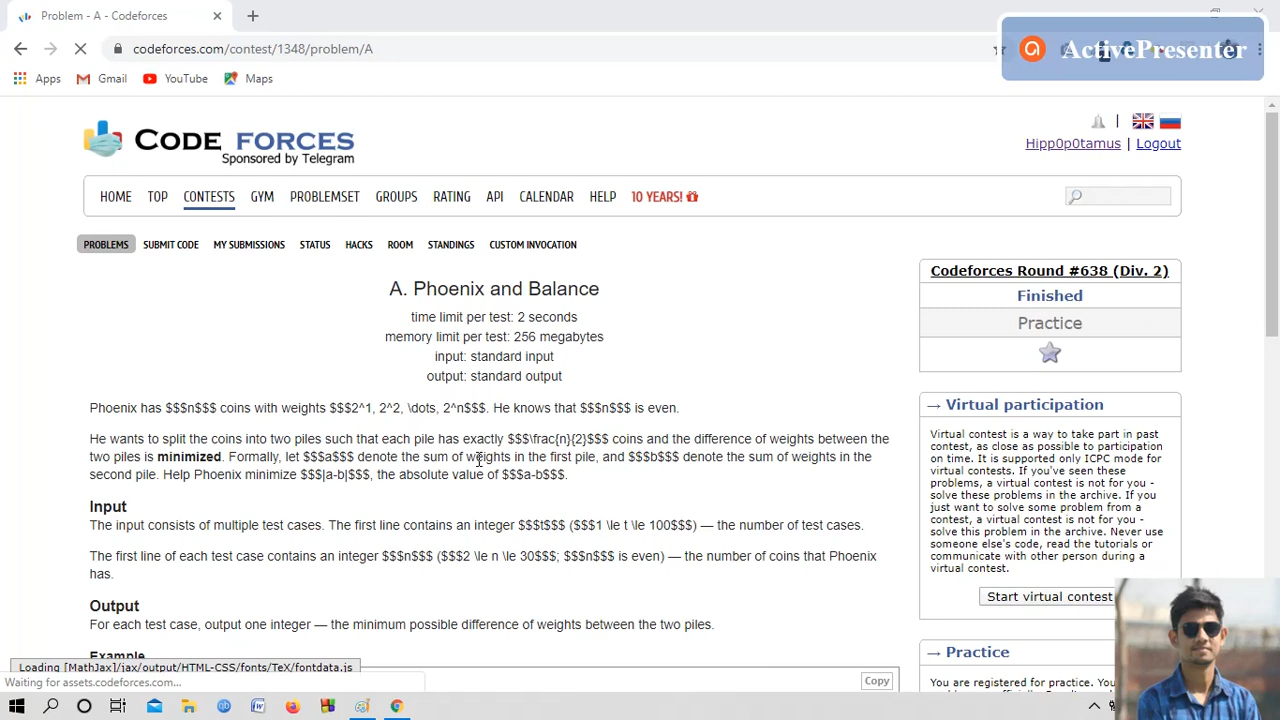 Problem - A - Codeforces
codeforces.com/contest/1348/problem/A
ActivePresenter
Apps Gmail YouTube Maps
CODE FORCES
Sponsored by Telegram
Hipp0p0tamus | Logout
HOME TOP CONTESTS GYM PROBLEMSET GROUPS RATING API CALENDAR HELP 10 YEARS!
PROBLEMS SUBMIT CODE MY SUBMISSIONS STATUS HACKS ROOM STANDINGS CUSTOM INVOCATION
A. Phoenix and Balance
time limit per test: 2 seconds
memory limit per test: 256 megabytes
input: standard input
output: standard output
Phoenix has $$$n$$$ coins with weights $$$2^1, 2^2, \dots, 2^n$$$. He knows that $$$n$$$ is even.
He wants to split the coins into two piles such that each pile has exactly $$$\frac{n}{2}$$$ coins and the difference of weights between the
two piles is minimized. Formally, let $$$a$$$ denote the sum of weights in the first pile, and $$$b$$$ denote the sum of weights in the
second pile. Help Phoenix minimize $$$|a-b|$$$, the absolute value of $$$a-b$$$.
Input
The input consists of multiple test cases. The first line contains an integer $$$t$$$ ($$$1 \le t \le 100$$$) — the number of test cases.
The first line of each test case contains an integer $$$n$$$ ($$$2 \le n \le 30$$$; $$$n$$$ is even) — the number of coins that Phoenix
has.
Output
For each test case, output one integer — the minimum possible difference of weights between the two piles.
Example
Copy
Codeforces Round #638 (Div. 2)
Finished
Practice
→ Virtual participation
Virtual contest is a way to take part in past
contest, as close as possible to participation
on time. It is supported only ICPC mode for
virtual contests. If you've seen these
problems, a virtual contest is not for you -
solve these problems in the archive. If you
just want to solve some problem from a
contest, a virtual contest is not for you -
solve this problem in the archive. Never use
someone else's code, read the tutorials or
communicate with other person during a
virtual contest.
Start virtual contest
→ Practice
You are registered for practice. You
Loading [MathJax]/jax/output/HTML-CSS/fonts/TeX/fontdata.js
Waiting for assets.codeforces.com...